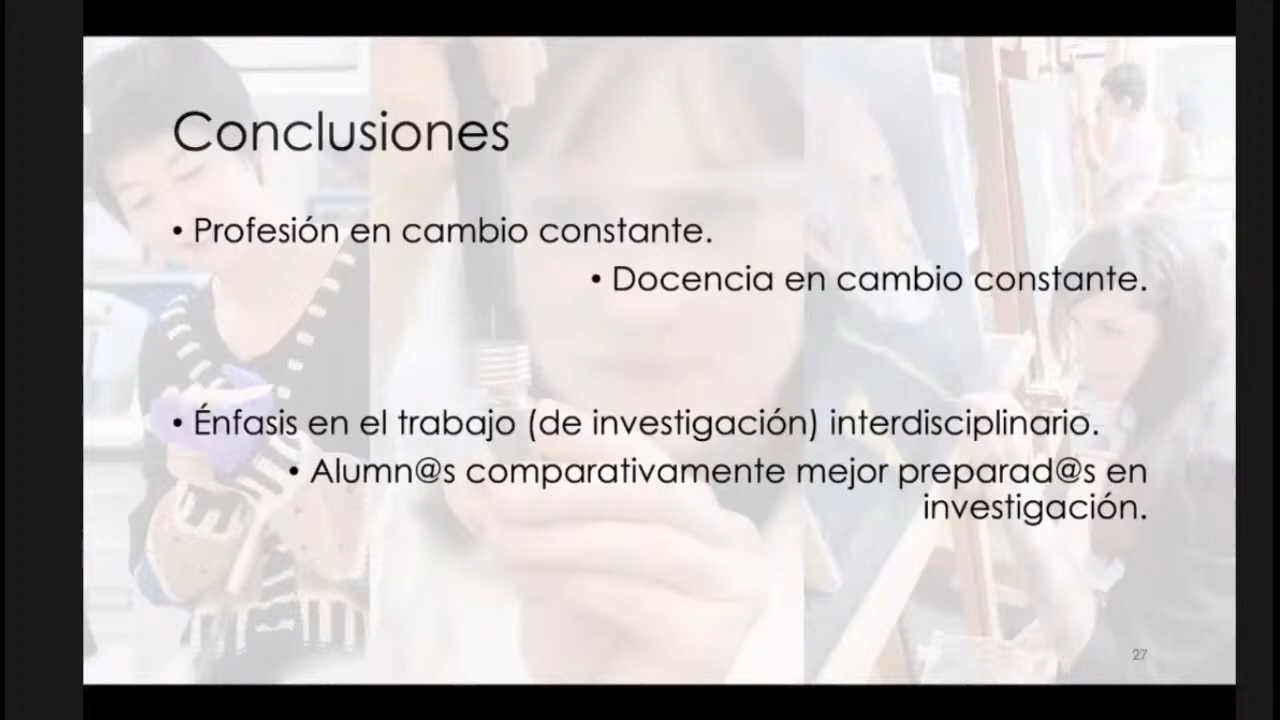 Conclusiones
• Profesión en cambio constante.
• Docencia en cambio constante.
• Énfasis en el trabajo (de investigación) interdisciplinario.
• Alumn@s comparativamente mejor preparad@s en
investigación.
27